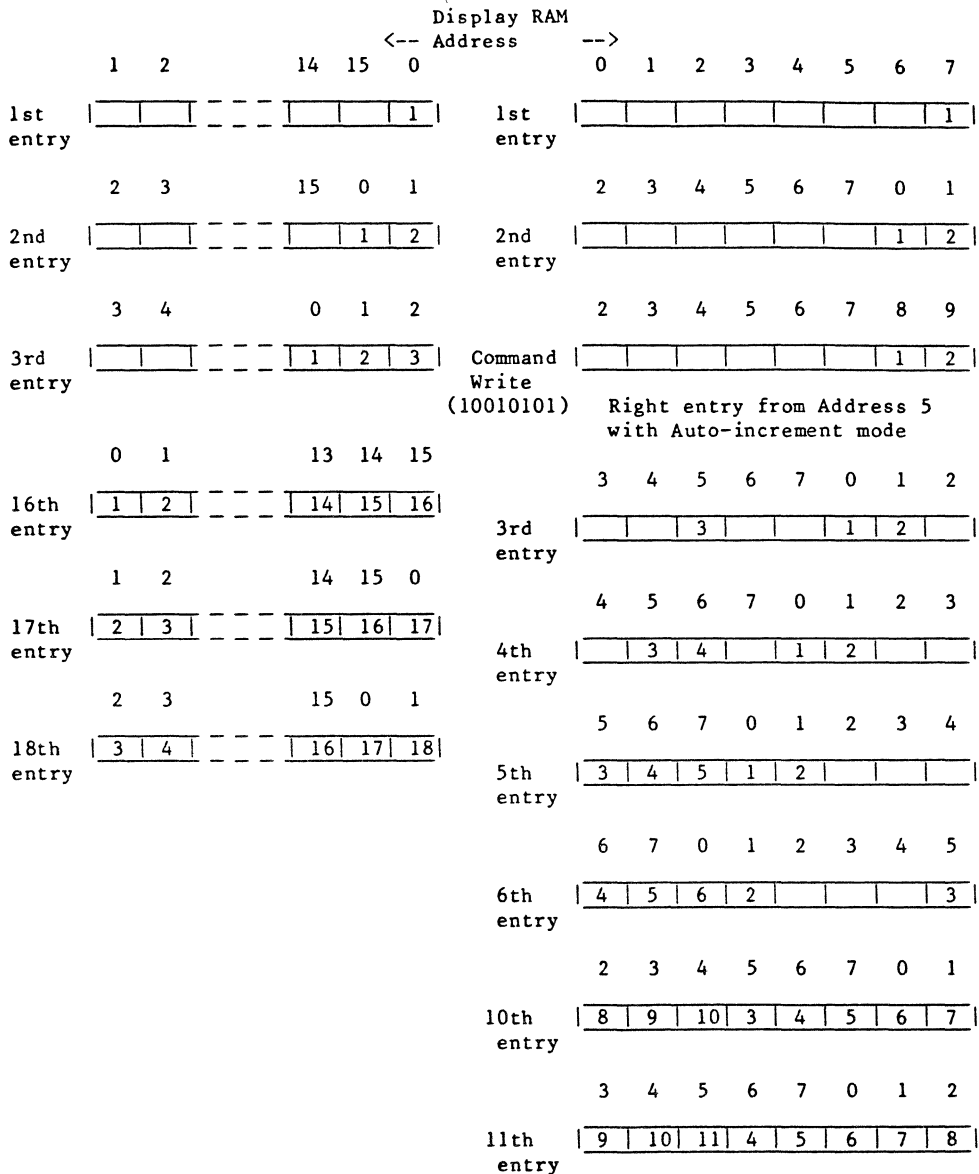 Display RAM
<-- Address -->
1 2 14 15 0
1st entry | | | | | 1 |
2 3 15 0 1
2nd entry | | | | 1 | 2 |
3 4 0 1 2
3rd entry | | | 1 | 2 | 3 |
0 1 13 14 15
16th entry | 1 | 2 | 14 | 15 | 16 |
1 2 14 15 0
17th entry | 2 | 3 | 15 | 16 | 17 |
2 3 15 0 1
18th entry | 3 | 4 | 16 | 17 | 18 |
0 1 2 3 4 5 6 7
1st entry | | | | | | | | 1 |
2 3 4 5 6 7 0 1
2nd entry | | | | | | | 1 | 2 |
2 3 4 5 6 7 8 9
Command | | | | | | | 1 | 2 |
Write
(10010101) Right entry from Address 5
with Auto-increment mode
3 4 5 6 7 0 1 2
3rd entry | | | 3 | | | 1 | 2 | |
4 5 6 7 0 1 2 3
4th entry | | 3 | 4 | | 1 | 2 | | |
5 6 7 0 1 2 3 4
5th entry | 3 | 4 | 5 | 1 | 2 | | | |
6 7 0 1 2 3 4 5
6th entry | 4 | 5 | 6 | 2 | | | | 3 |
2 3 4 5 6 7 0 1
10th entry | 8 | 9 | 10 | 3 | 4 | 5 | 6 | 7 |
3 4 5 6 7 0 1 2
11th entry | 9 | 10 | 11 | 4 | 5 | 6 | 7 | 8 |